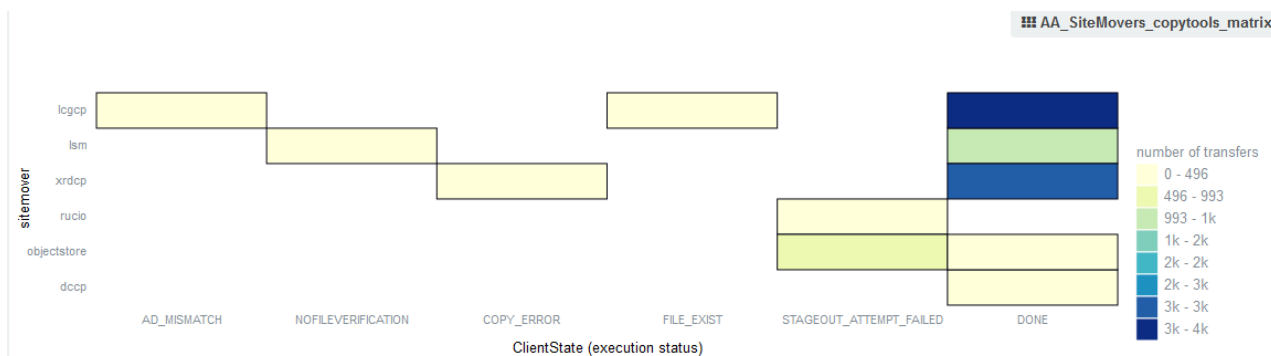 AA_SiteMovers_copytools_matrix
lcgcp
lsm
xrdcp
rucio
objectstore
dccp
sitemover
AD_MISMATCH
NOFILEVERIFICATION
COPY_ERROR
FILE_EXIST
STAGEOUT_ATTEMPT_FAILED
DONE
ClientState (execution status)
number of transfers
0 - 496
496 - 993
993 - 1k
1k - 2k
2k - 2k
2k - 3k
3k - 3k
3k - 4k